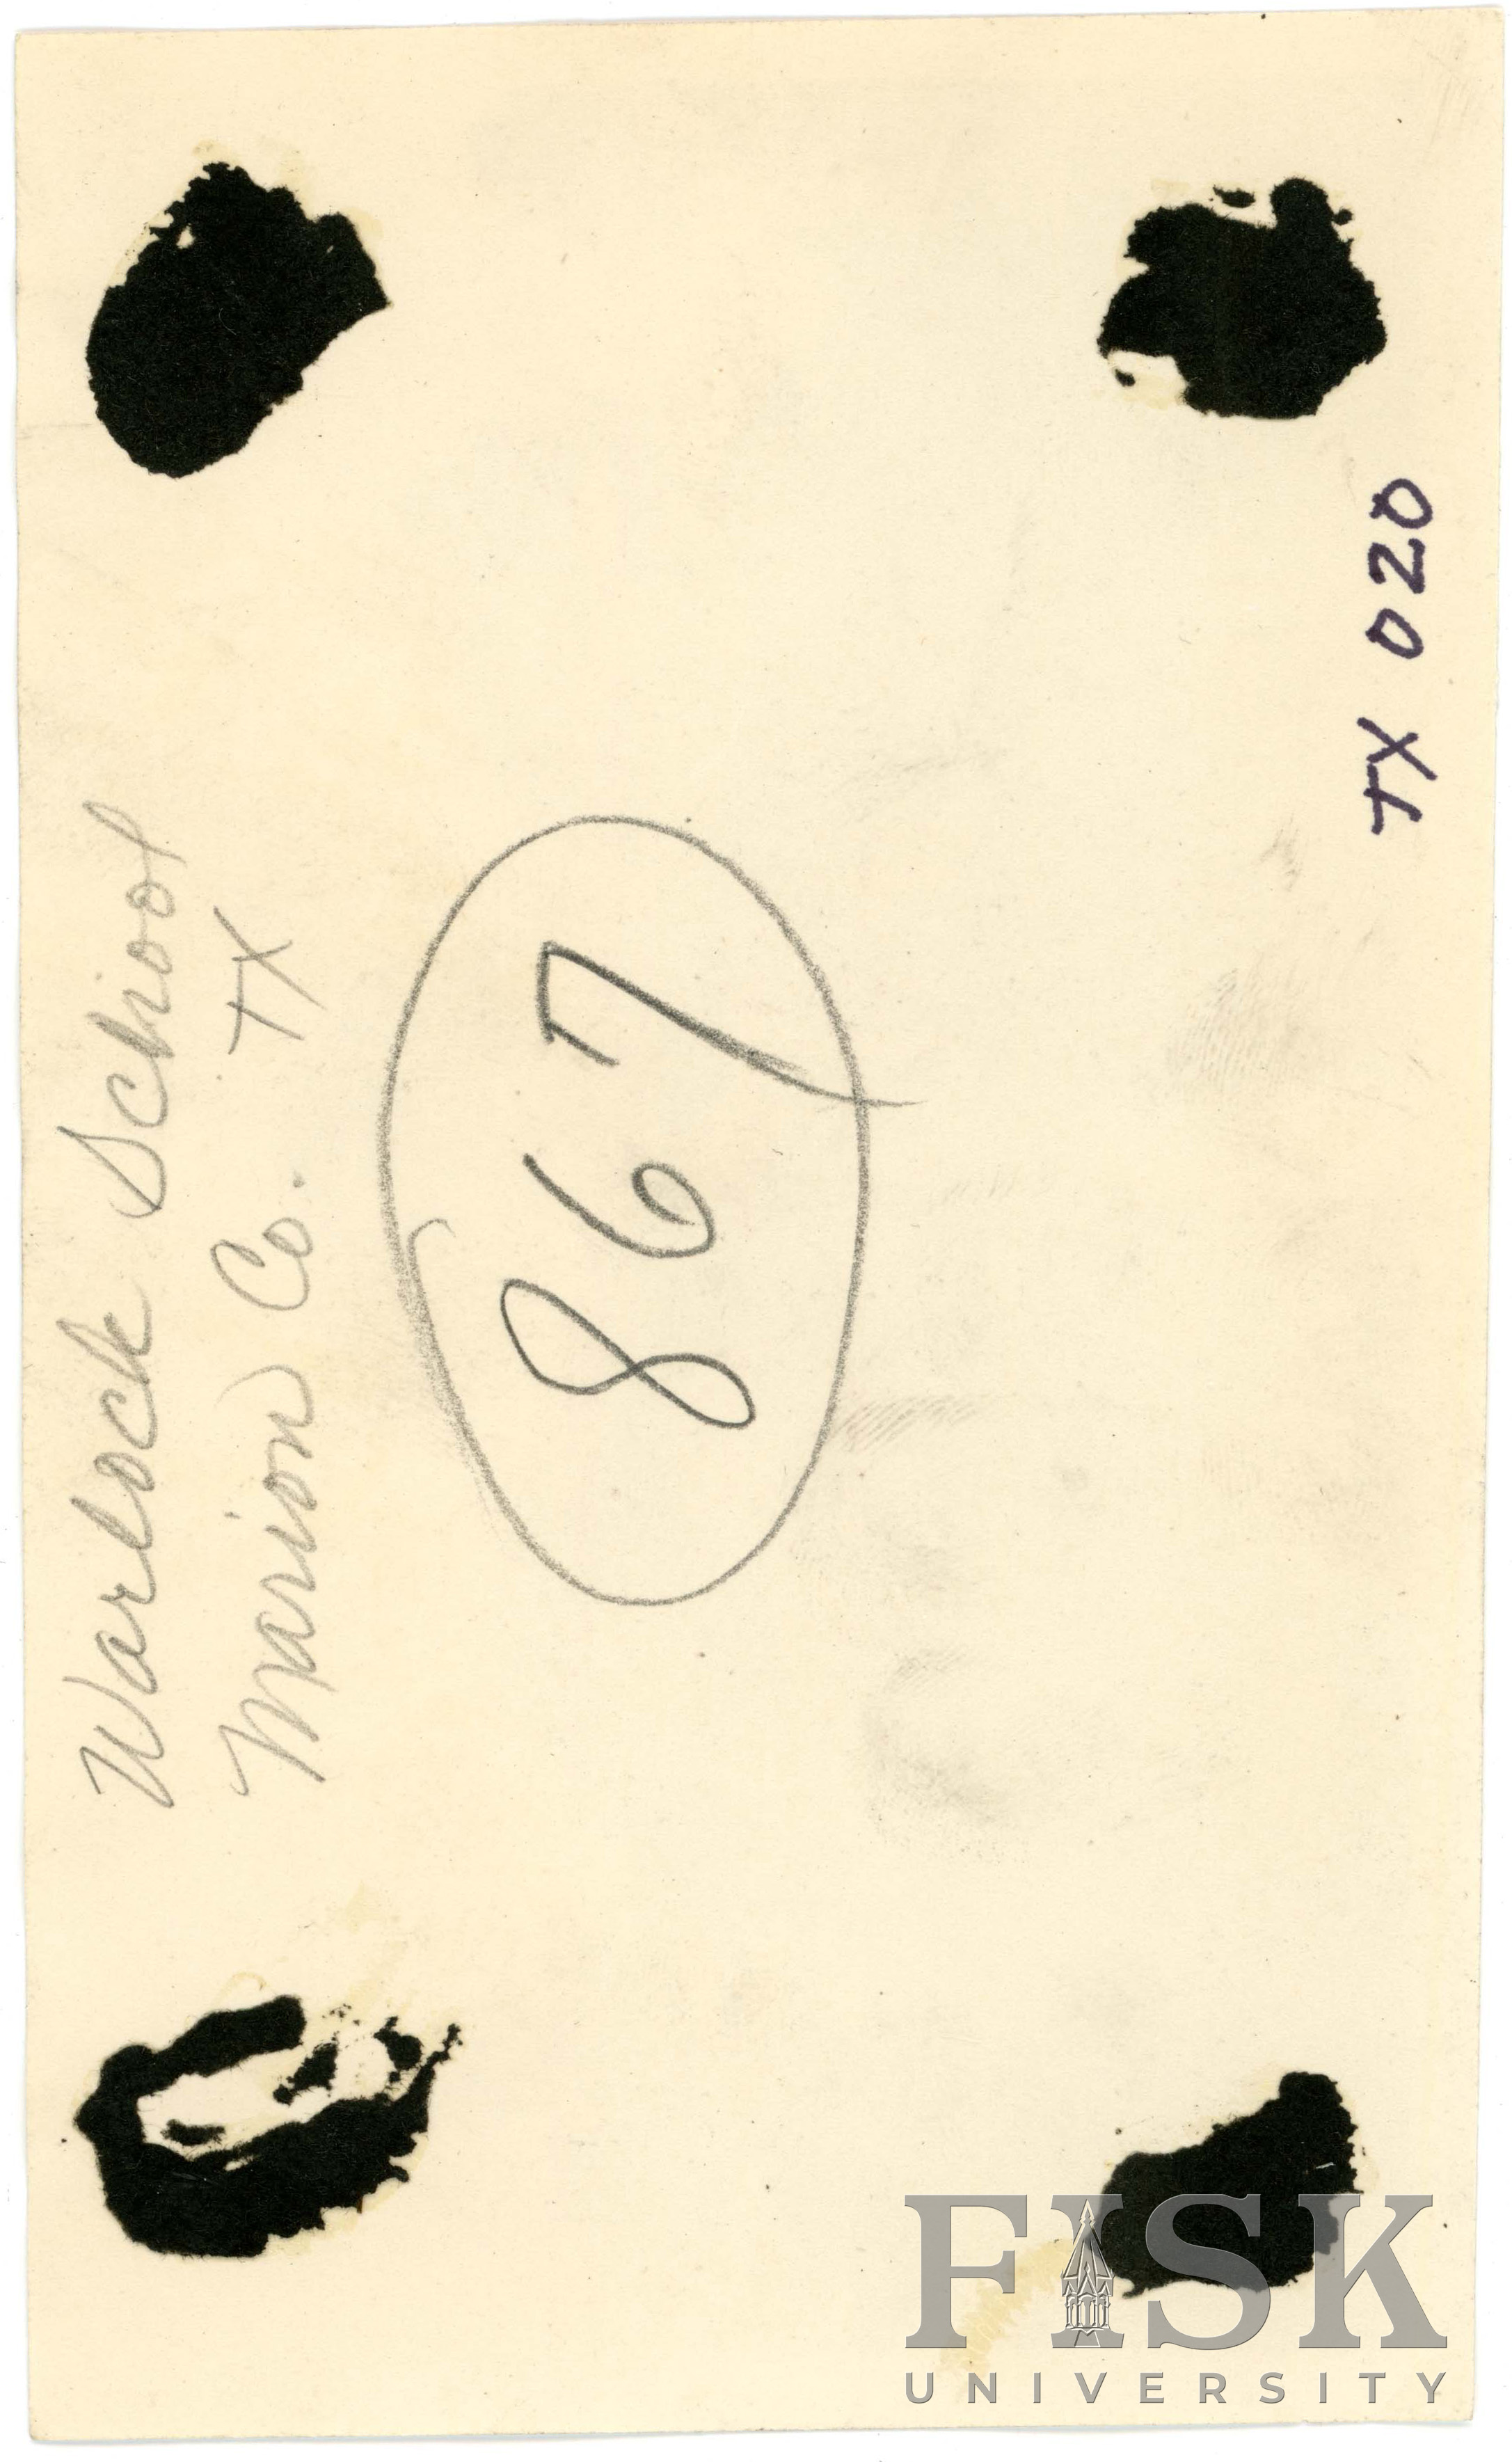 Warlock School
Marion Co. TX
867
TX 020
FISK
UNIVERSITY